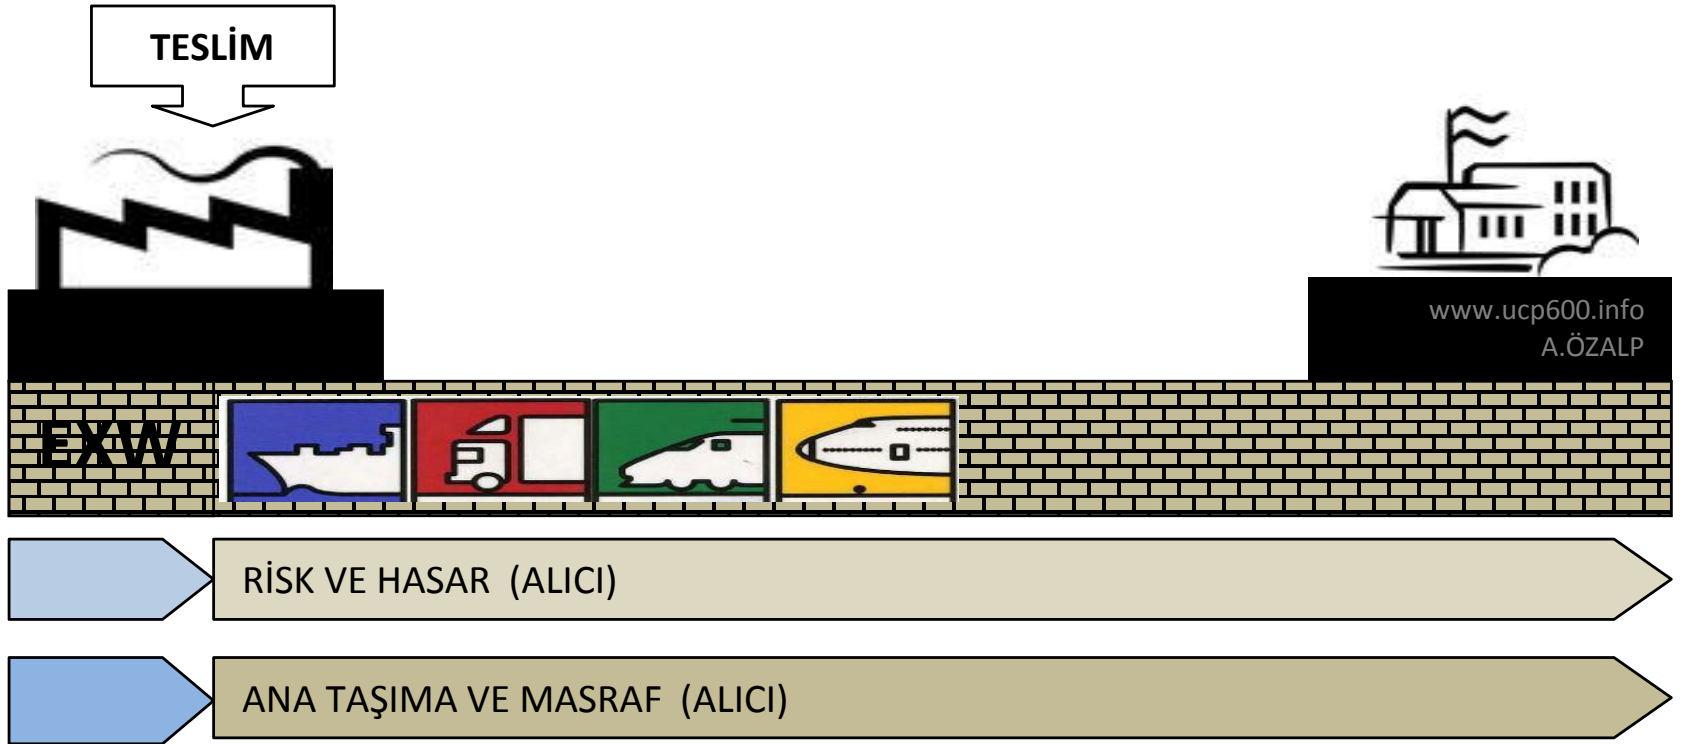 TESLİM
www.ucp600.info
A.ÖZALP
EXW
RİSK VE HASAR (ALICI)
ANA TAŞIMA VE MASRAF (ALICI)